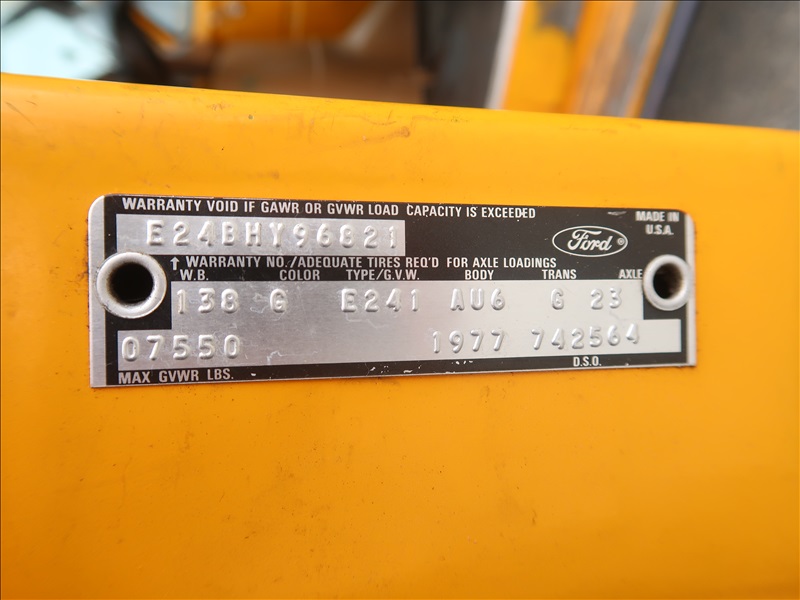 WARRANTY VOID IF GAWR OR GVWR LOAD CAPACITY IS EXCEEDED
MADE IN
U.S.A.
E24BHY96821
Ford®
↑ WARRANTY NO./ADEQUATE TIRES REQ'D FOR AXLE LOADINGS
W.B. COLOR TYPE/G.V.W. BODY TRANS AXLE
138 G E241 AU6 G 23
07550 1977 742564
MAX GVWR LBS. D.S.O.